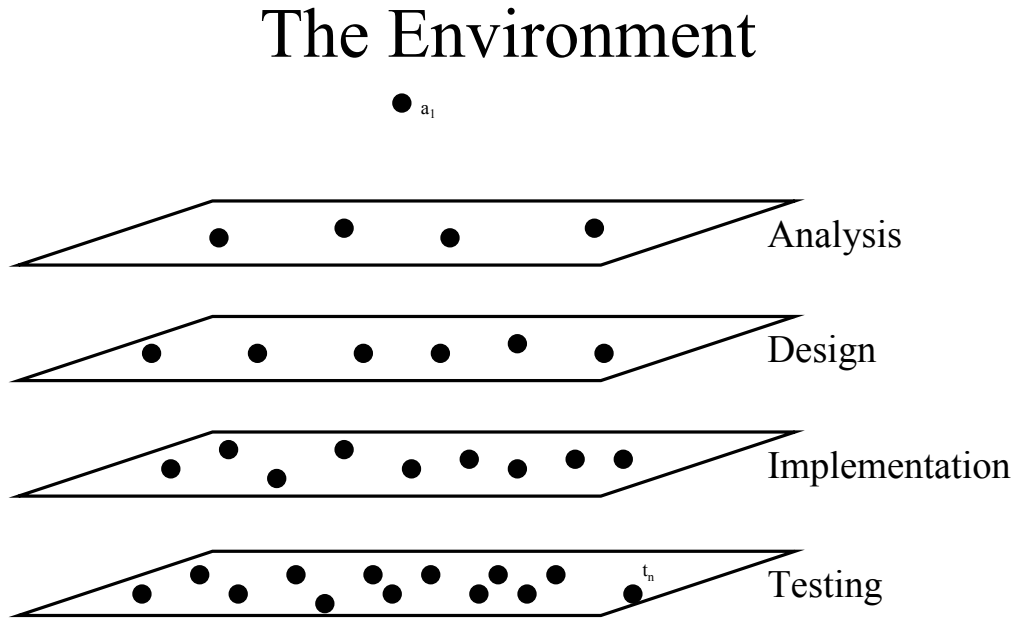 The Environment
a₁
Analysis
Design
Implementation
tₙ
Testing